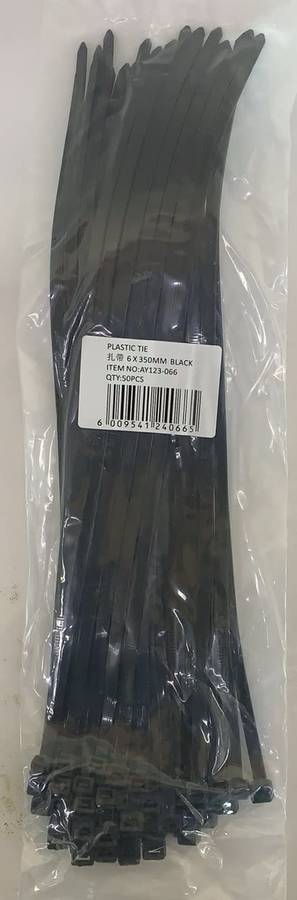 PLASTIC TIE
扎带 6 X 350MM BLACK
ITEM NO:AY123-066
QTY:50PCS
6 009541 240665